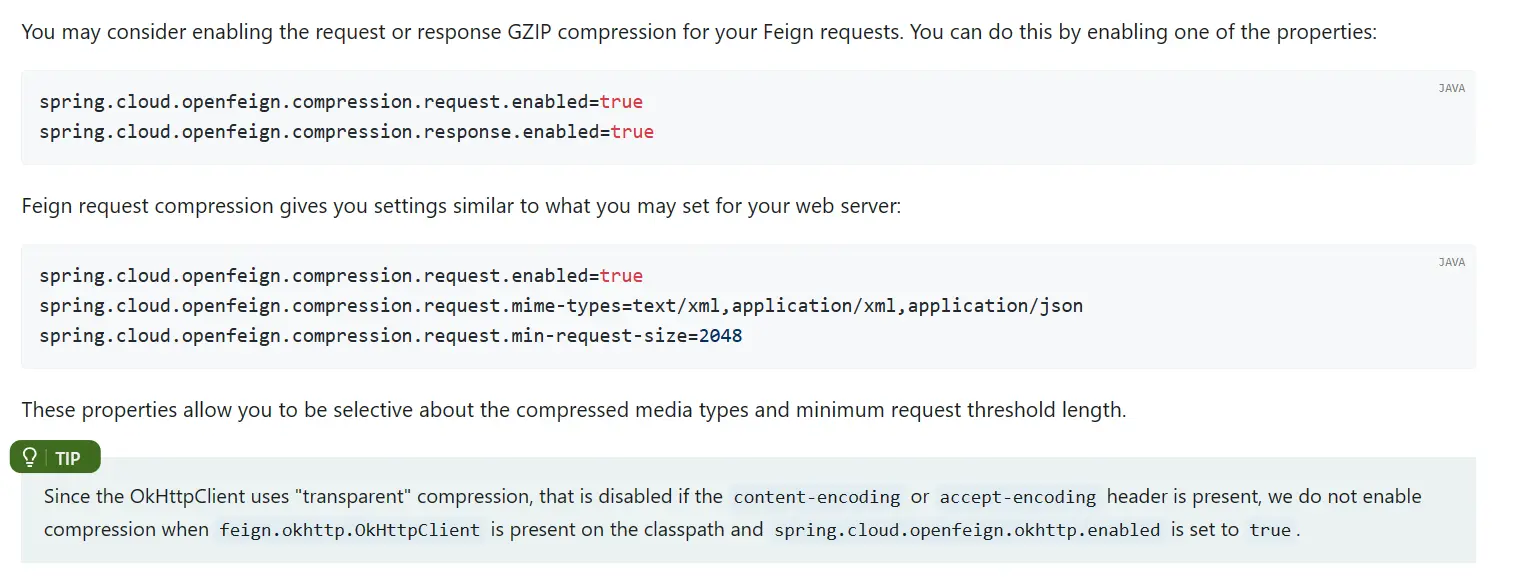 You may consider enabling the request or response GZIP compression for your Feign requests. You can do this by enabling one of the properties:
JAVA
spring.cloud.openfeign.compression.request.enabled=true
spring.cloud.openfeign.compression.response.enabled=true
Feign request compression gives you settings similar to what you may set for your web server:
JAVA
spring.cloud.openfeign.compression.request.enabled=true
spring.cloud.openfeign.compression.request.mime-types=text/xml,application/xml,application/json
spring.cloud.openfeign.compression.request.min-request-size=2048
These properties allow you to be selective about the compressed media types and minimum request threshold length.
TIP
Since the OkHttpClient uses "transparent" compression, that is disabled if the content-encoding or accept-encoding header is present, we do not enable
compression when feign.okhttp.OkHttpClient is present on the classpath and spring.cloud.openfeign.okhttp.enabled is set to true.